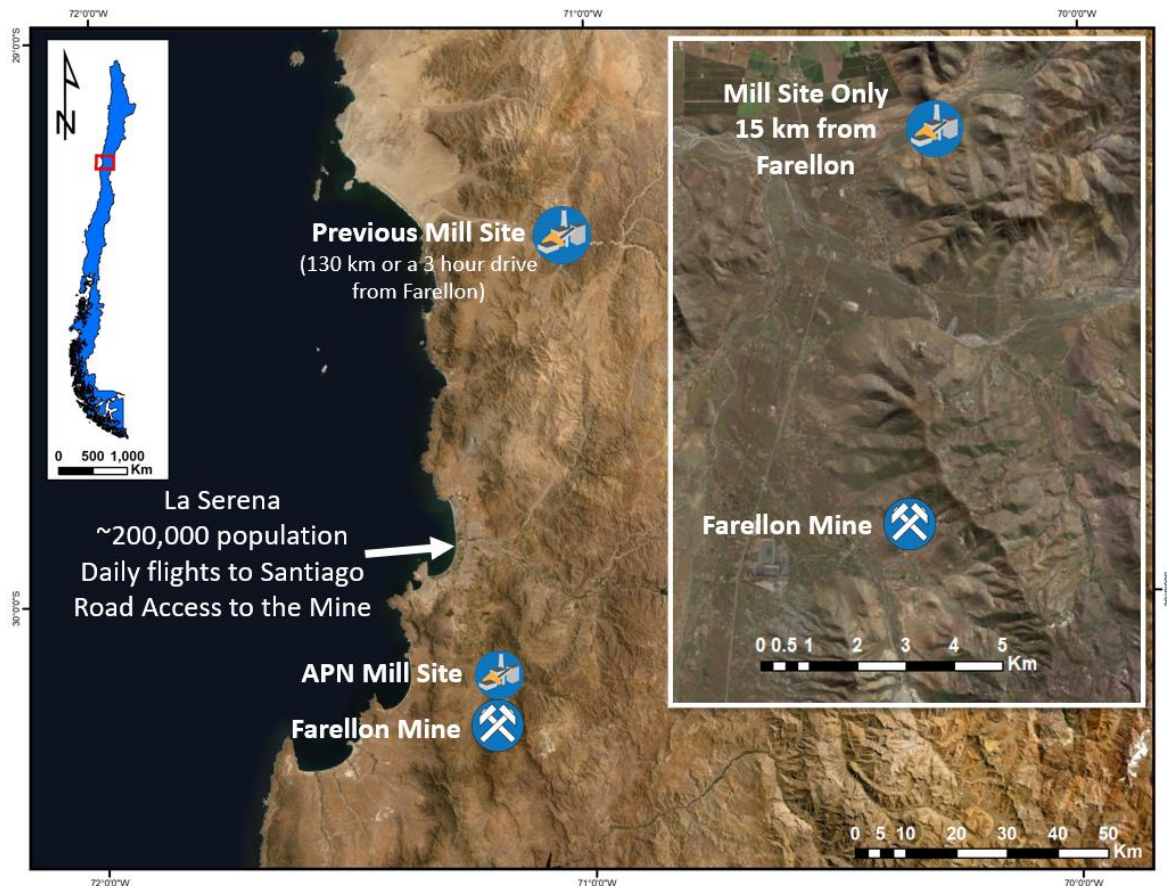 72°0'0"W
71°0'0"W
70°0'0"W
29°0'0"S
N
0 500 1,000
Km
Previous Mill Site
(130 km or a 3 hour drive
from Farellon)
Mill Site Only
15 km from
Farellon
La Serena
~200,000 population
Daily flights to Santiago
Road Access to the Mine
Farellon Mine
30°0'0"S
0 0.5 1 2 3 4 5
Km
APN Mill Site
Farellon Mine
0 5 10 20 30 40 50
Km
72°0'0"W
71°0'0"W
70°0'0"W